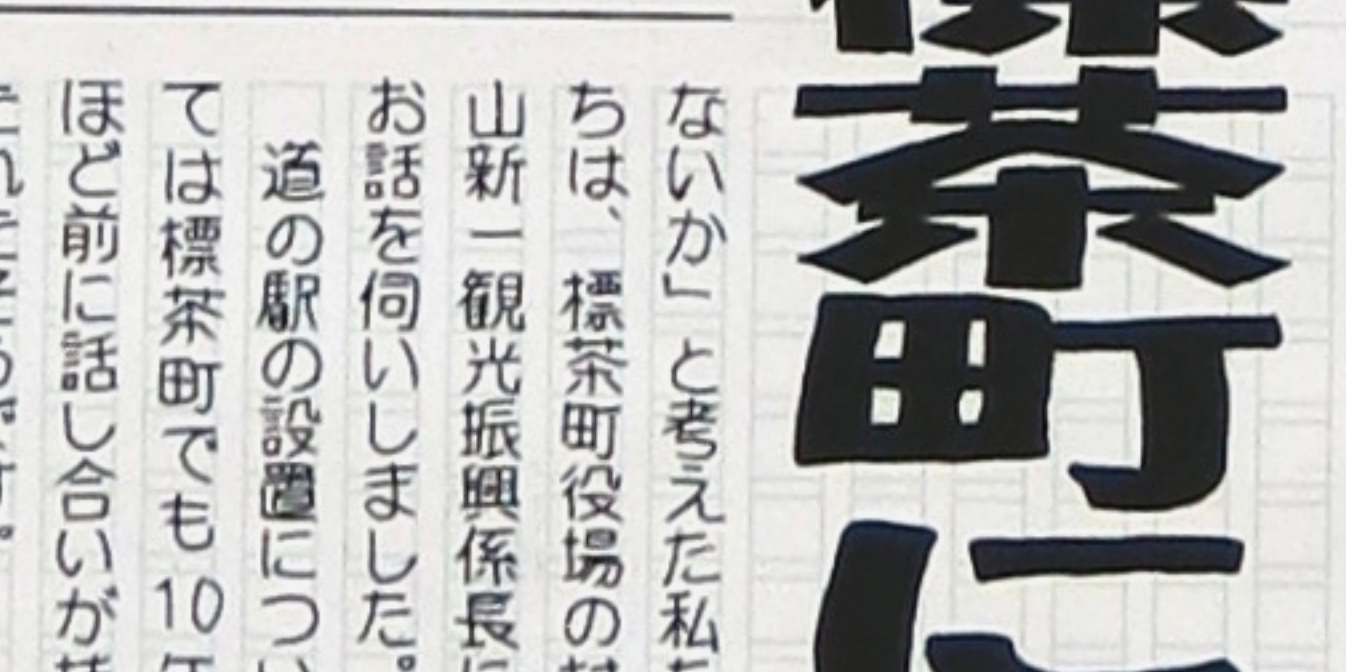 標茶町に
ないか」と考えた私
ちは、標茶町役場の
山新一観光振興係長に
お話を伺いしました。
道の駅の設置につい
ては標茶町でも10年
ほど前に話し合いが